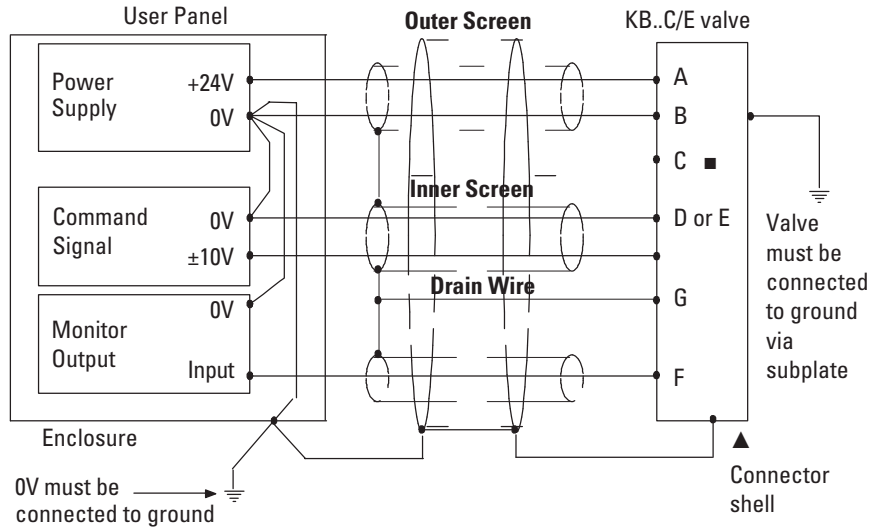 User Panel
Outer Screen
KB..C/E valve
Power
Supply
+24V
0V
A
B
C ■
Inner Screen
Command
Signal
0V
±10V
D or E
Valve
must be
connected
to ground
via
subplate
Drain Wire
Monitor
Output
0V
Input
G
F
Enclosure
▲
Connector
shell
0V must be
connected to ground